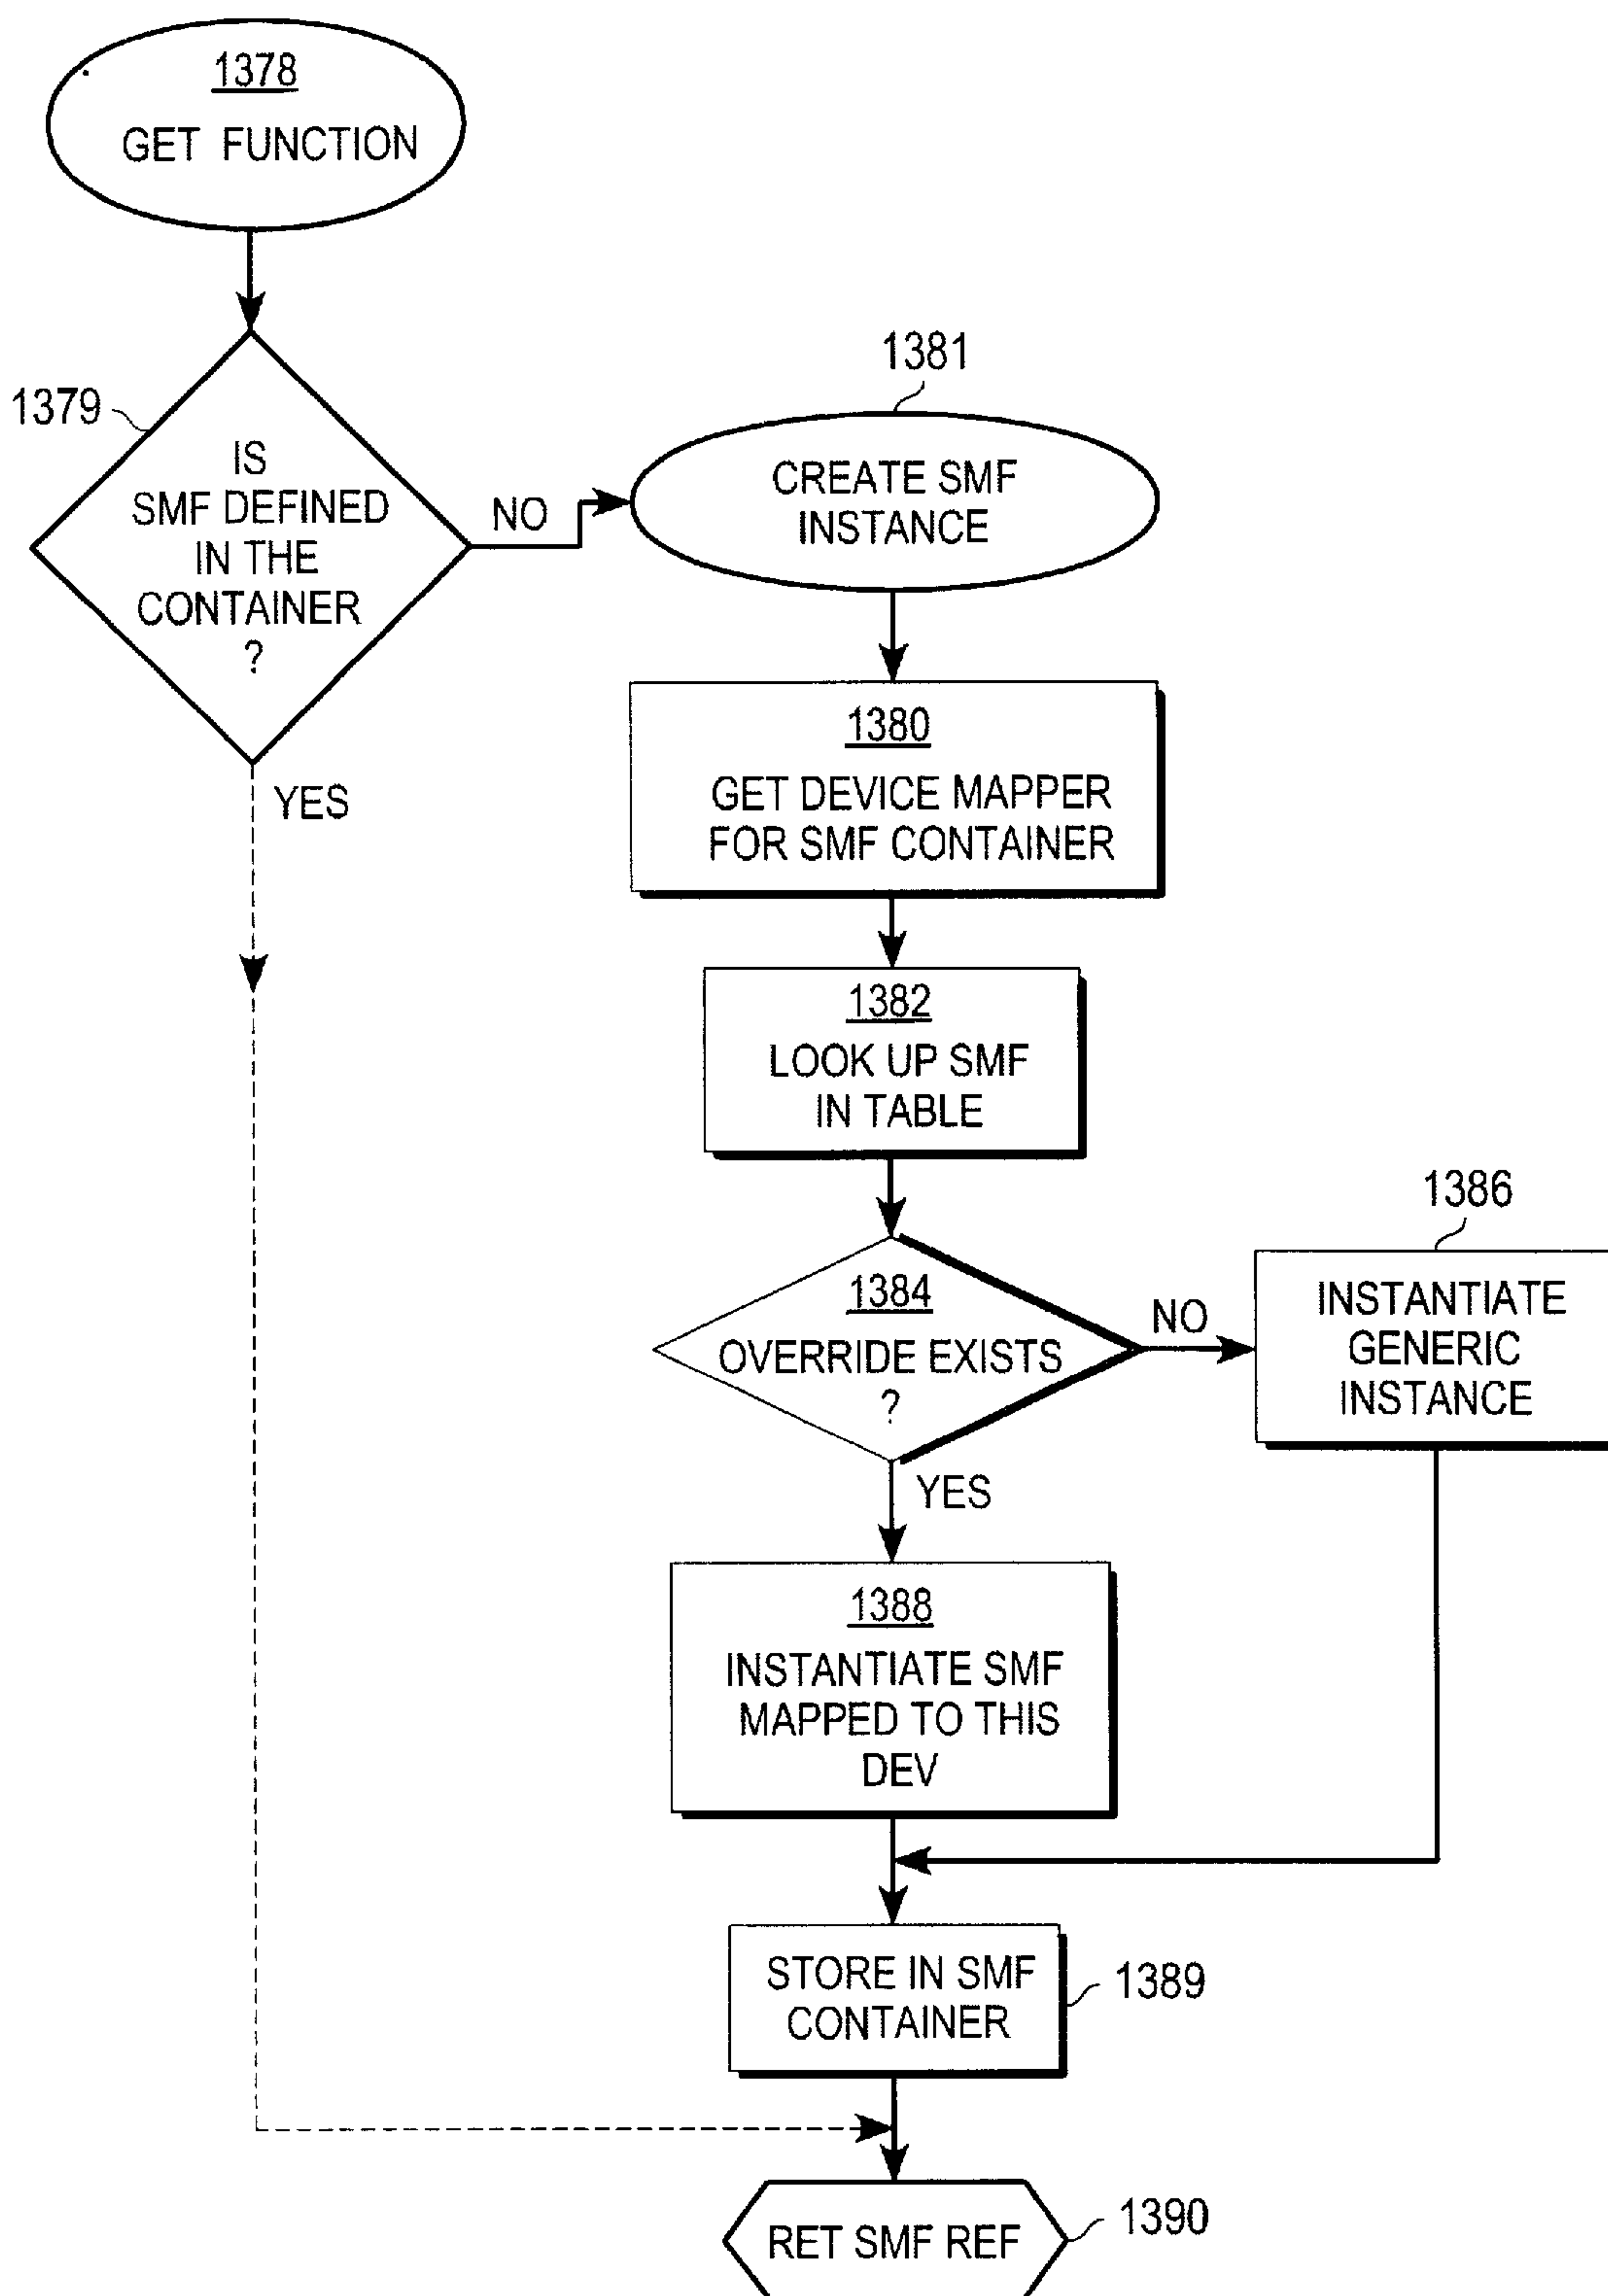 1378
GET FUNCTION
1379
IS
SMF DEFINED
IN THE
CONTAINER
?
NO
YES
1381
CREATE SMF
INSTANCE
1380
GET DEVICE MAPPER
FOR SMF CONTAINER
1382
LOOK UP SMF
IN TABLE
1384
OVERRIDE EXISTS
?
NO
YES
1386
INSTANTIATE
GENERIC
INSTANCE
1388
INSTANTIATE SMF
MAPPED TO THIS
DEV
STORE IN SMF
CONTAINER
1389
RET SMF REF
1390